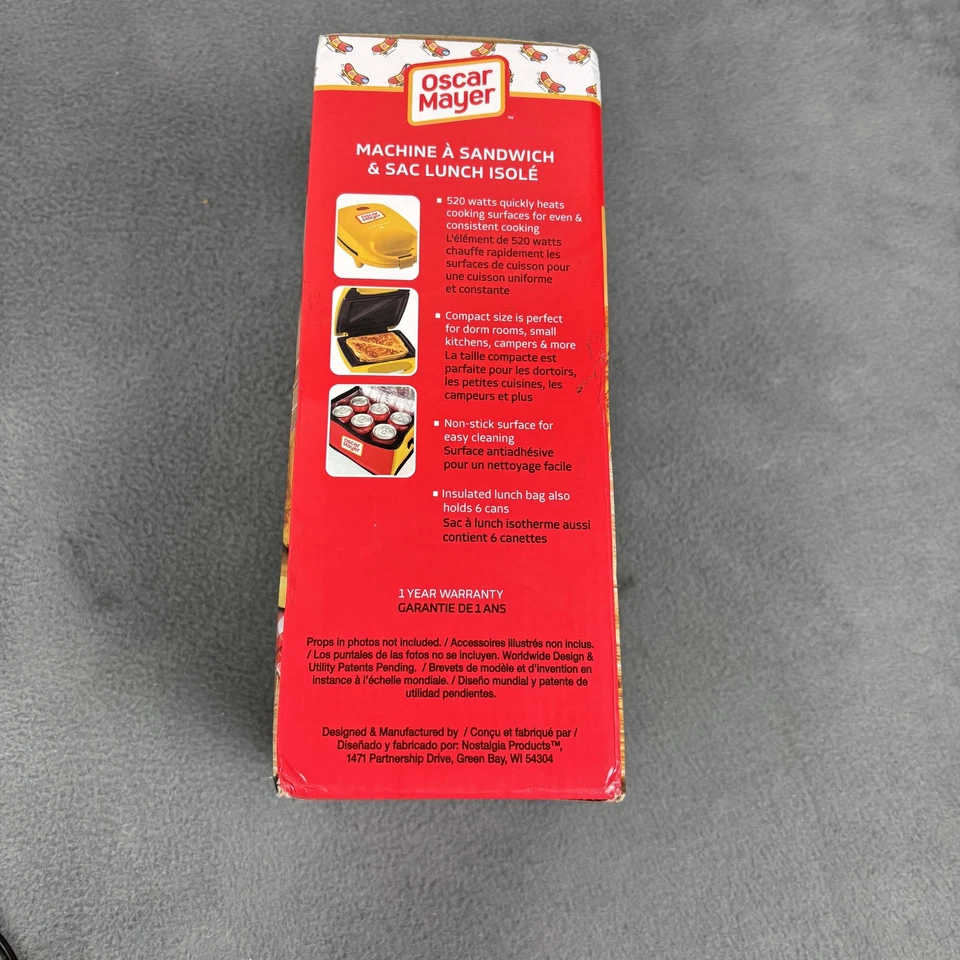 Oscar
Mayer
™
MACHINE À SANDWICH
& SAC LUNCH ISOLÉ
Oscar
Mayer
▪ 520 watts quickly heats
cooking surfaces for even &
consistent cooking
L'élément de 520 watts
chauffe rapidement les
surfaces de cuisson pour
une cuisson uniforme
et constante
▪ Compact size is perfect
for dorm rooms, small
kitchens, campers & more
La taille compacte est
parfaite pour les dortoirs,
les petites cuisines, les
campeurs et plus
Oscar
Mayer
▪ Non-stick surface for
easy cleaning
Surface antiadhésive
pour un nettoyage facile
▪ Insulated lunch bag also
holds 6 cans
Sac à lunch isotherme aussi
contient 6 canettes
1 YEAR WARRANTY
GARANTIE DE 1 ANS
Props in photos not included. / Accessoires illustrés non inclus.
/ Los puntales de las fotos no se incluyen. Worldwide Design &
Utility Patents Pending. / Brevets de modèle et d'invention en
instance à l'échelle mondiale. / Diseño mundial y patente de
utilidad pendientes.
Designed & Manufactured by / Conçu et fabriqué par /
Diseñado y fabricado por: Nostalgia Products™,
1471 Partnership Drive, Green Bay, WI 54304